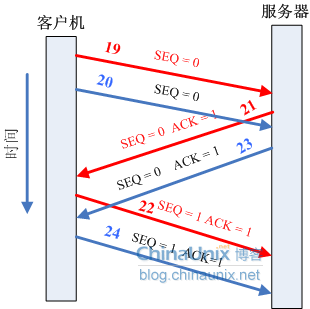 客户机
服务器
19
SEQ = 0
20
SEQ = 0
21
SEQ = 0 ACK = 1
23
SEQ = 0 ACK = 1
时间
22
SEQ = 1 ACK = 1
24
SEQ = 1 ACK=1
ChinaUnix 博客
blog.chinaunix.net